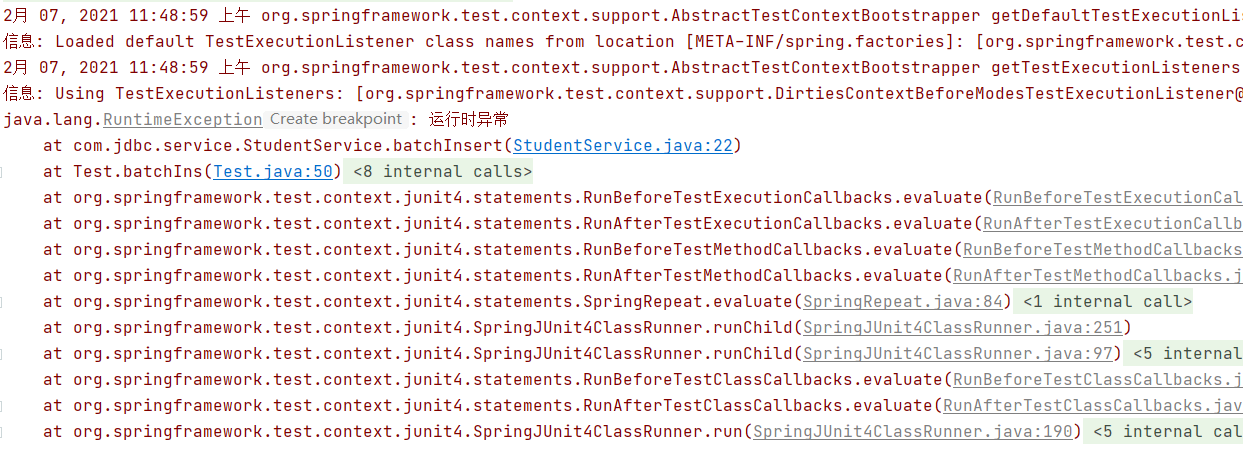 2月 07, 2021 11:48:59 上午 org.springframework.test.context.support.AbstractTestContextBootstrapper getDefaultTestExecutionLis
信息: Loaded default TestExecutionListener class names from location [META-INF/spring.factories]: [org.springframework.test.c
2月 07, 2021 11:48:59 上午 org.springframework.test.context.support.AbstractTestContextBootstrapper getTestExecutionListeners
信息: Using TestExecutionListeners: [org.springframework.test.context.support.DirtiesContextBeforeModesTestExecutionListener@
java.lang.RuntimeException Create breakpoint : 运行时异常
at com.jdbc.service.StudentService.batchInsert(StudentService.java:22)
at Test.batchIns(Test.java:50) <8 internal calls>
at org.springframework.test.context.junit4.statements.RunBeforeTestExecutionCallbacks.evaluate(RunBeforeTestExecutionCal
at org.springframework.test.context.junit4.statements.RunAfterTestExecutionCallbacks.evaluate(RunAfterTestExecutionCallb
at org.springframework.test.context.junit4.statements.RunBeforeTestMethodCallbacks.evaluate(RunBeforeTestMethodCallbacks
at org.springframework.test.context.junit4.statements.RunAfterTestMethodCallbacks.evaluate(RunAfterTestMethodCallbacks.j
at org.springframework.test.context.junit4.statements.SpringRepeat.evaluate(SpringRepeat.java:84) <1 internal call>
at org.springframework.test.context.junit4.SpringJUnit4ClassRunner.runChild(SpringJUnit4ClassRunner.java:251)
at org.springframework.test.context.junit4.SpringJUnit4ClassRunner.runChild(SpringJUnit4ClassRunner.java:97) <5 internal
at org.springframework.test.context.junit4.statements.RunBeforeTestClassCallbacks.evaluate(RunBeforeTestClassCallbacks.j
at org.springframework.test.context.junit4.statements.RunAfterTestClassCallbacks.evaluate(RunAfterTestClassCallbacks.jav
at org.springframework.test.context.junit4.SpringJUnit4ClassRunner.run(SpringJUnit4ClassRunner.java:190) <5 internal cal